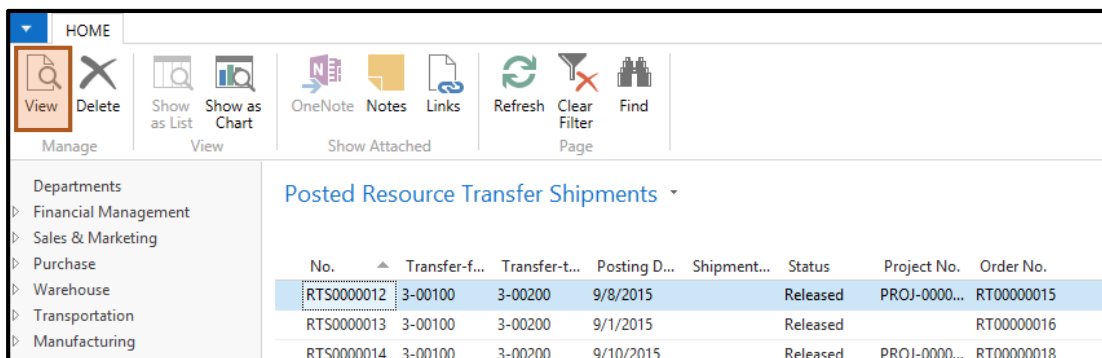 HOME
View Delete Show as List Show as Chart OneNote Notes Links Refresh Clear Filter Find
Manage View Show Attached Page
Departments
Financial Management
Sales & Marketing
Purchase
Warehouse
Transportation
Manufacturing
Posted Resource Transfer Shipments
No. Transfer-f... Transfer-t... Posting D... Shipment... Status Project No. Order No.
RTS0000012 3-00100 3-00200 9/8/2015 Released PROJ-0000... RT00000015
RTS0000013 3-00100 3-00200 9/1/2015 Released RT00000016
RTS0000014 3-00100 3-00200 9/10/2015 Released PROJ-0000... RT00000018